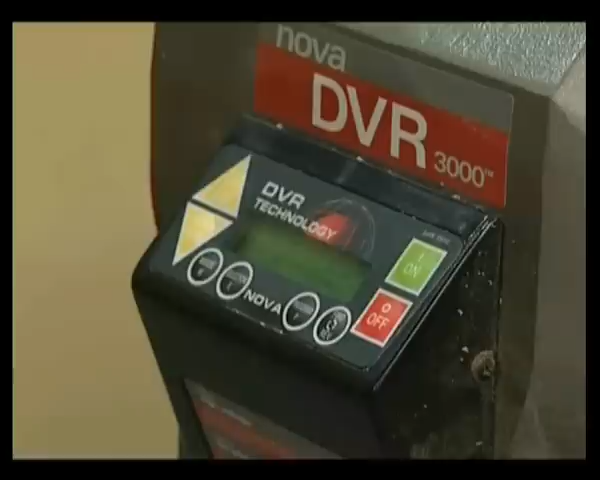 nova
DVR 3000™
DVR
TECHNOLOGY
I
ON
O
OFF
NOVA